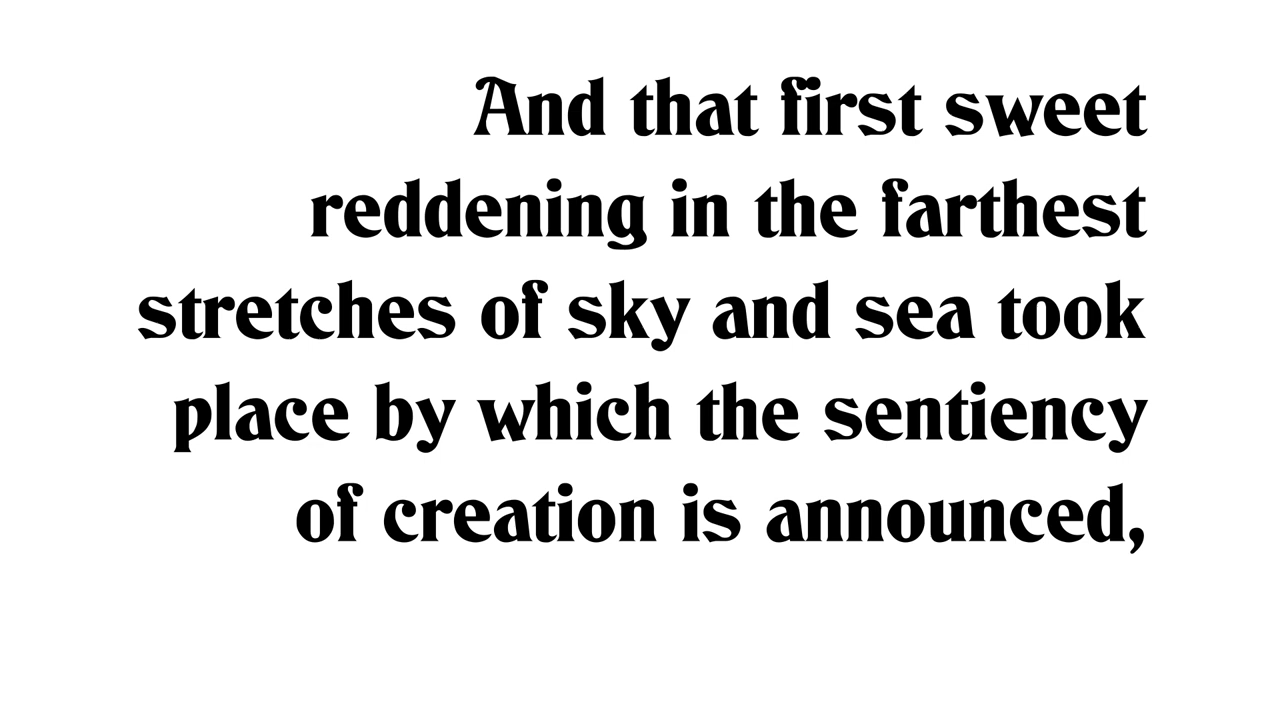 And that first sweet
reddening in the farthest
stretches of sky and sea took
place by which the sentiency
of creation is announced,